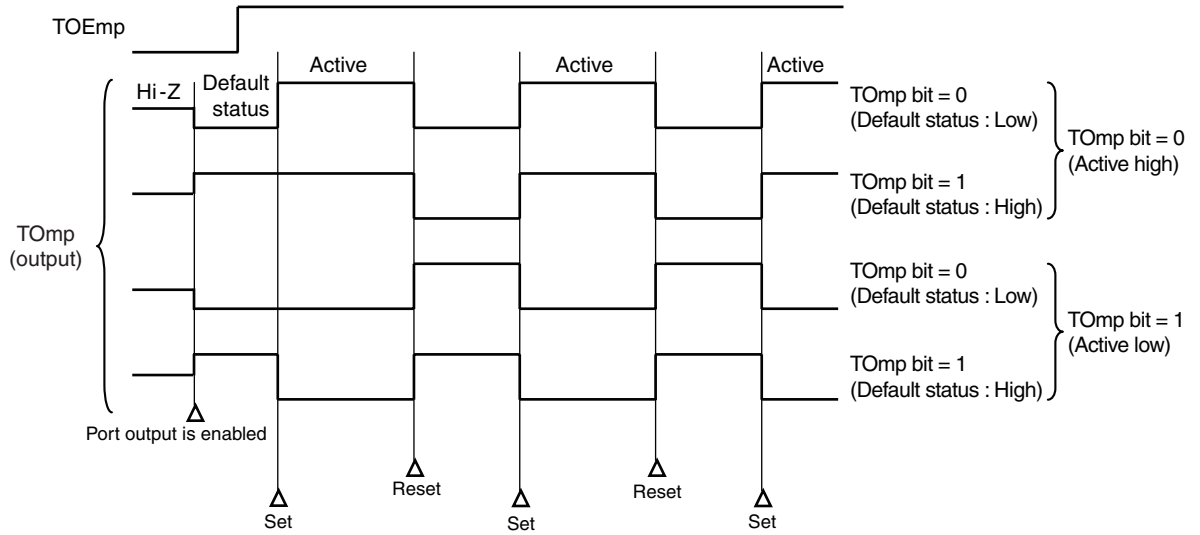 TOEmp
Active
Active
Active
Hi-Z
Default
status
TOmp bit = 0
(Default status : Low)
TOmp bit = 0
(Active high)
TOmp bit = 1
(Default status : High)
TOmp
(output)
TOmp bit = 0
(Default status : Low)
TOmp bit = 1
(Active low)
TOmp bit = 1
(Default status : High)
Port output is enabled
Reset
Reset
Set
Set
Set